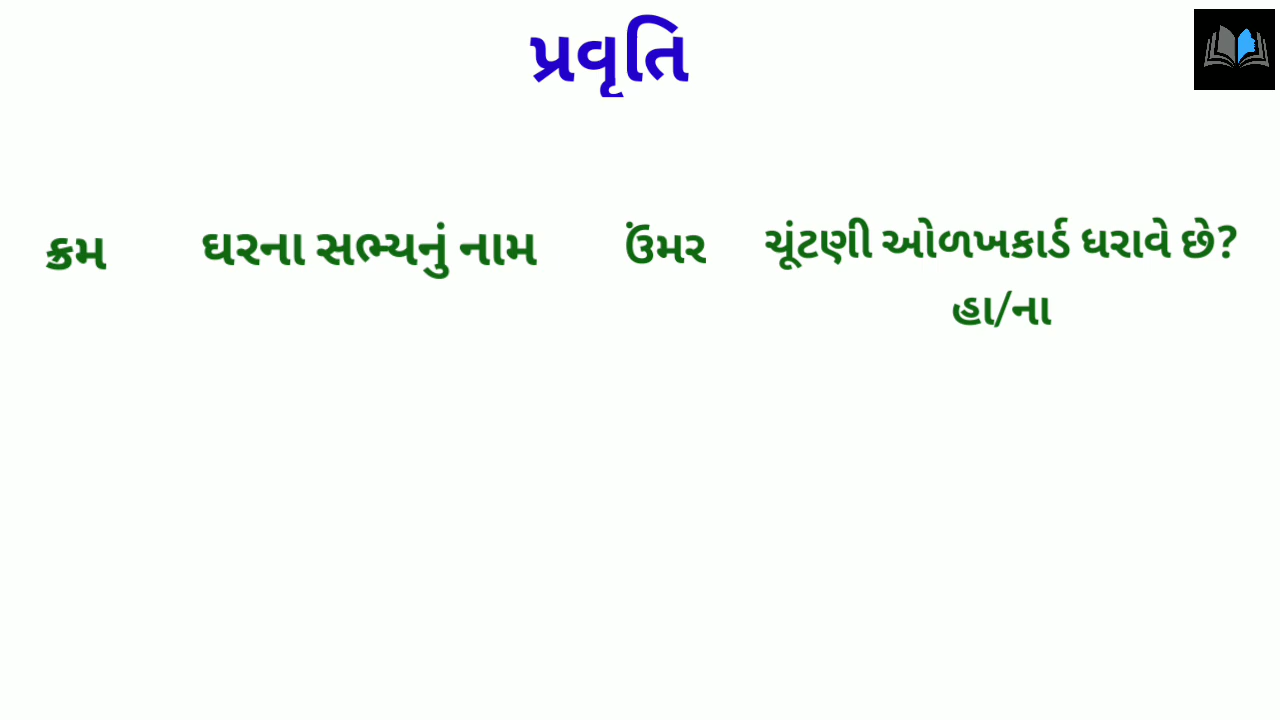 પ્રવૃતિ
ક્રમ ઘરના સભ્યનું નામ ઉંમર ચૂંટણી ઓળખકાર્ડ ધરાવે છે?
હા/ના